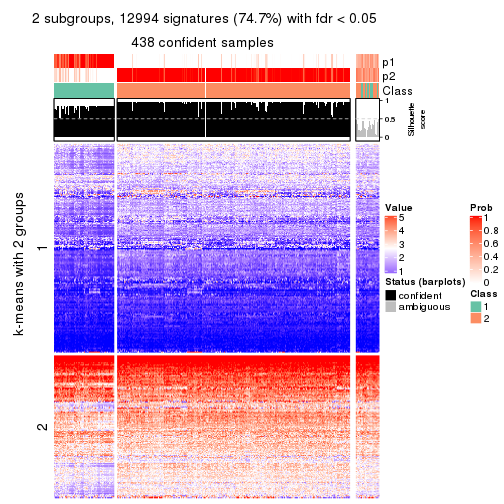 2 subgroups, 12994 signatures (74.7%) with fdr < 0.05
438 confident samples
p1
p2
Class
1
0.5
0
Silhouette
score
k-means with 2 groups
1
2
Value
5
4
3
2
1
Status (barplots)
confident
ambiguous
Prob
1
0.8
0.6
0.4
0.2
0
Class
1
2